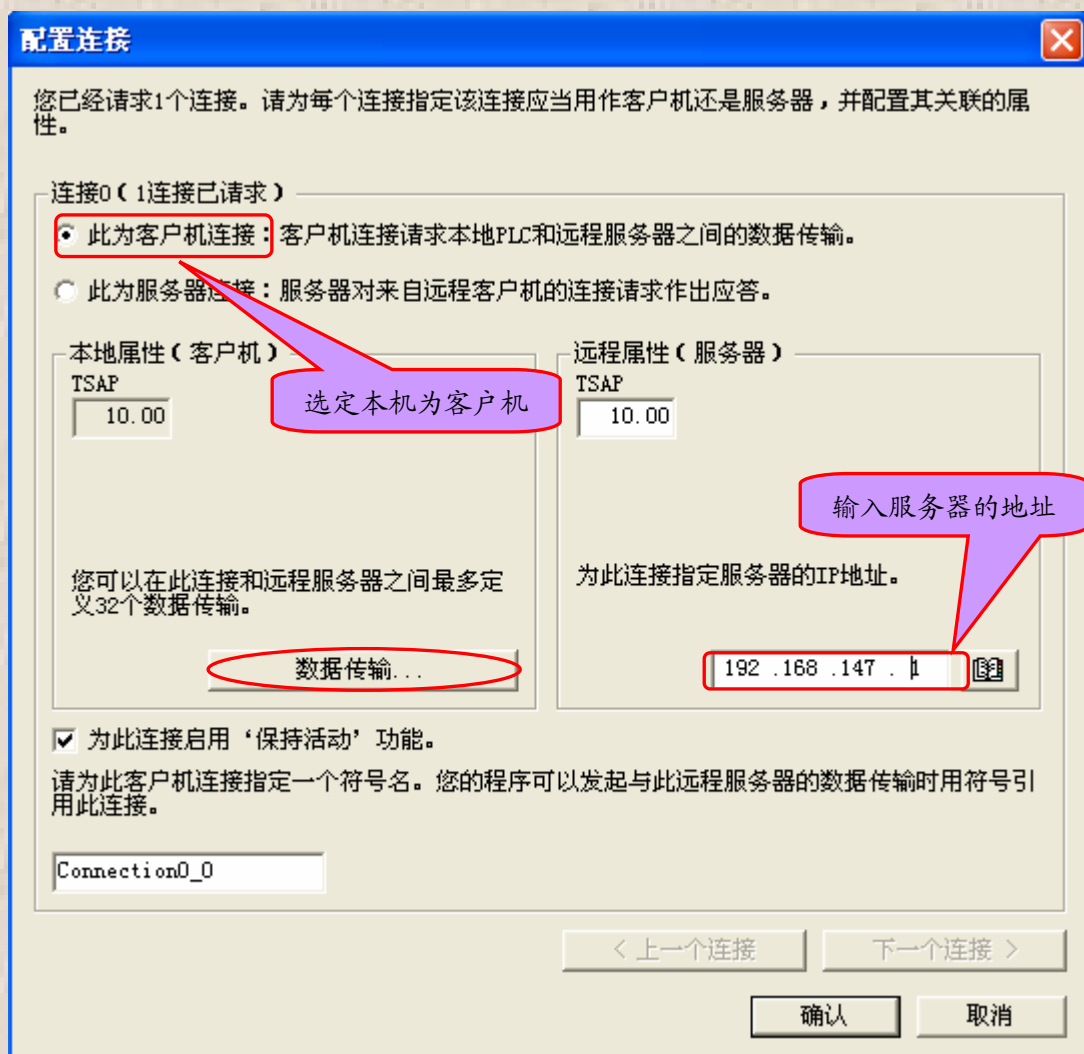 配置连接
您已经请求1个连接。请为每个连接指定该连接应当用作客户机还是服务器，并配置其关联的属
性。
连接0（1连接已请求）
此为客户机连接：客户机连接请求本地PLC和远程服务器之间的数据传输。
此为服务器连接：服务器对来自远程客户机的连接请求作出应答。
本地属性（客户机）
TSAP
10.00
选定本机为客户机
远程属性（服务器）
TSAP
10.00
输入服务器的地址
您可以在此连接和远程服务器之间最多定
义32个数据传输。
数据传输...
为此连接指定服务器的IP地址。
192 .168 .147 . 1
为此连接启用‘保持活动’功能。
请为此客户机连接指定一个符号名。您的程序可以发起与此远程服务器的数据传输时用符号引
用此连接。
Connection0_0
< 上一个连接
下一个连接 >
确认
取消